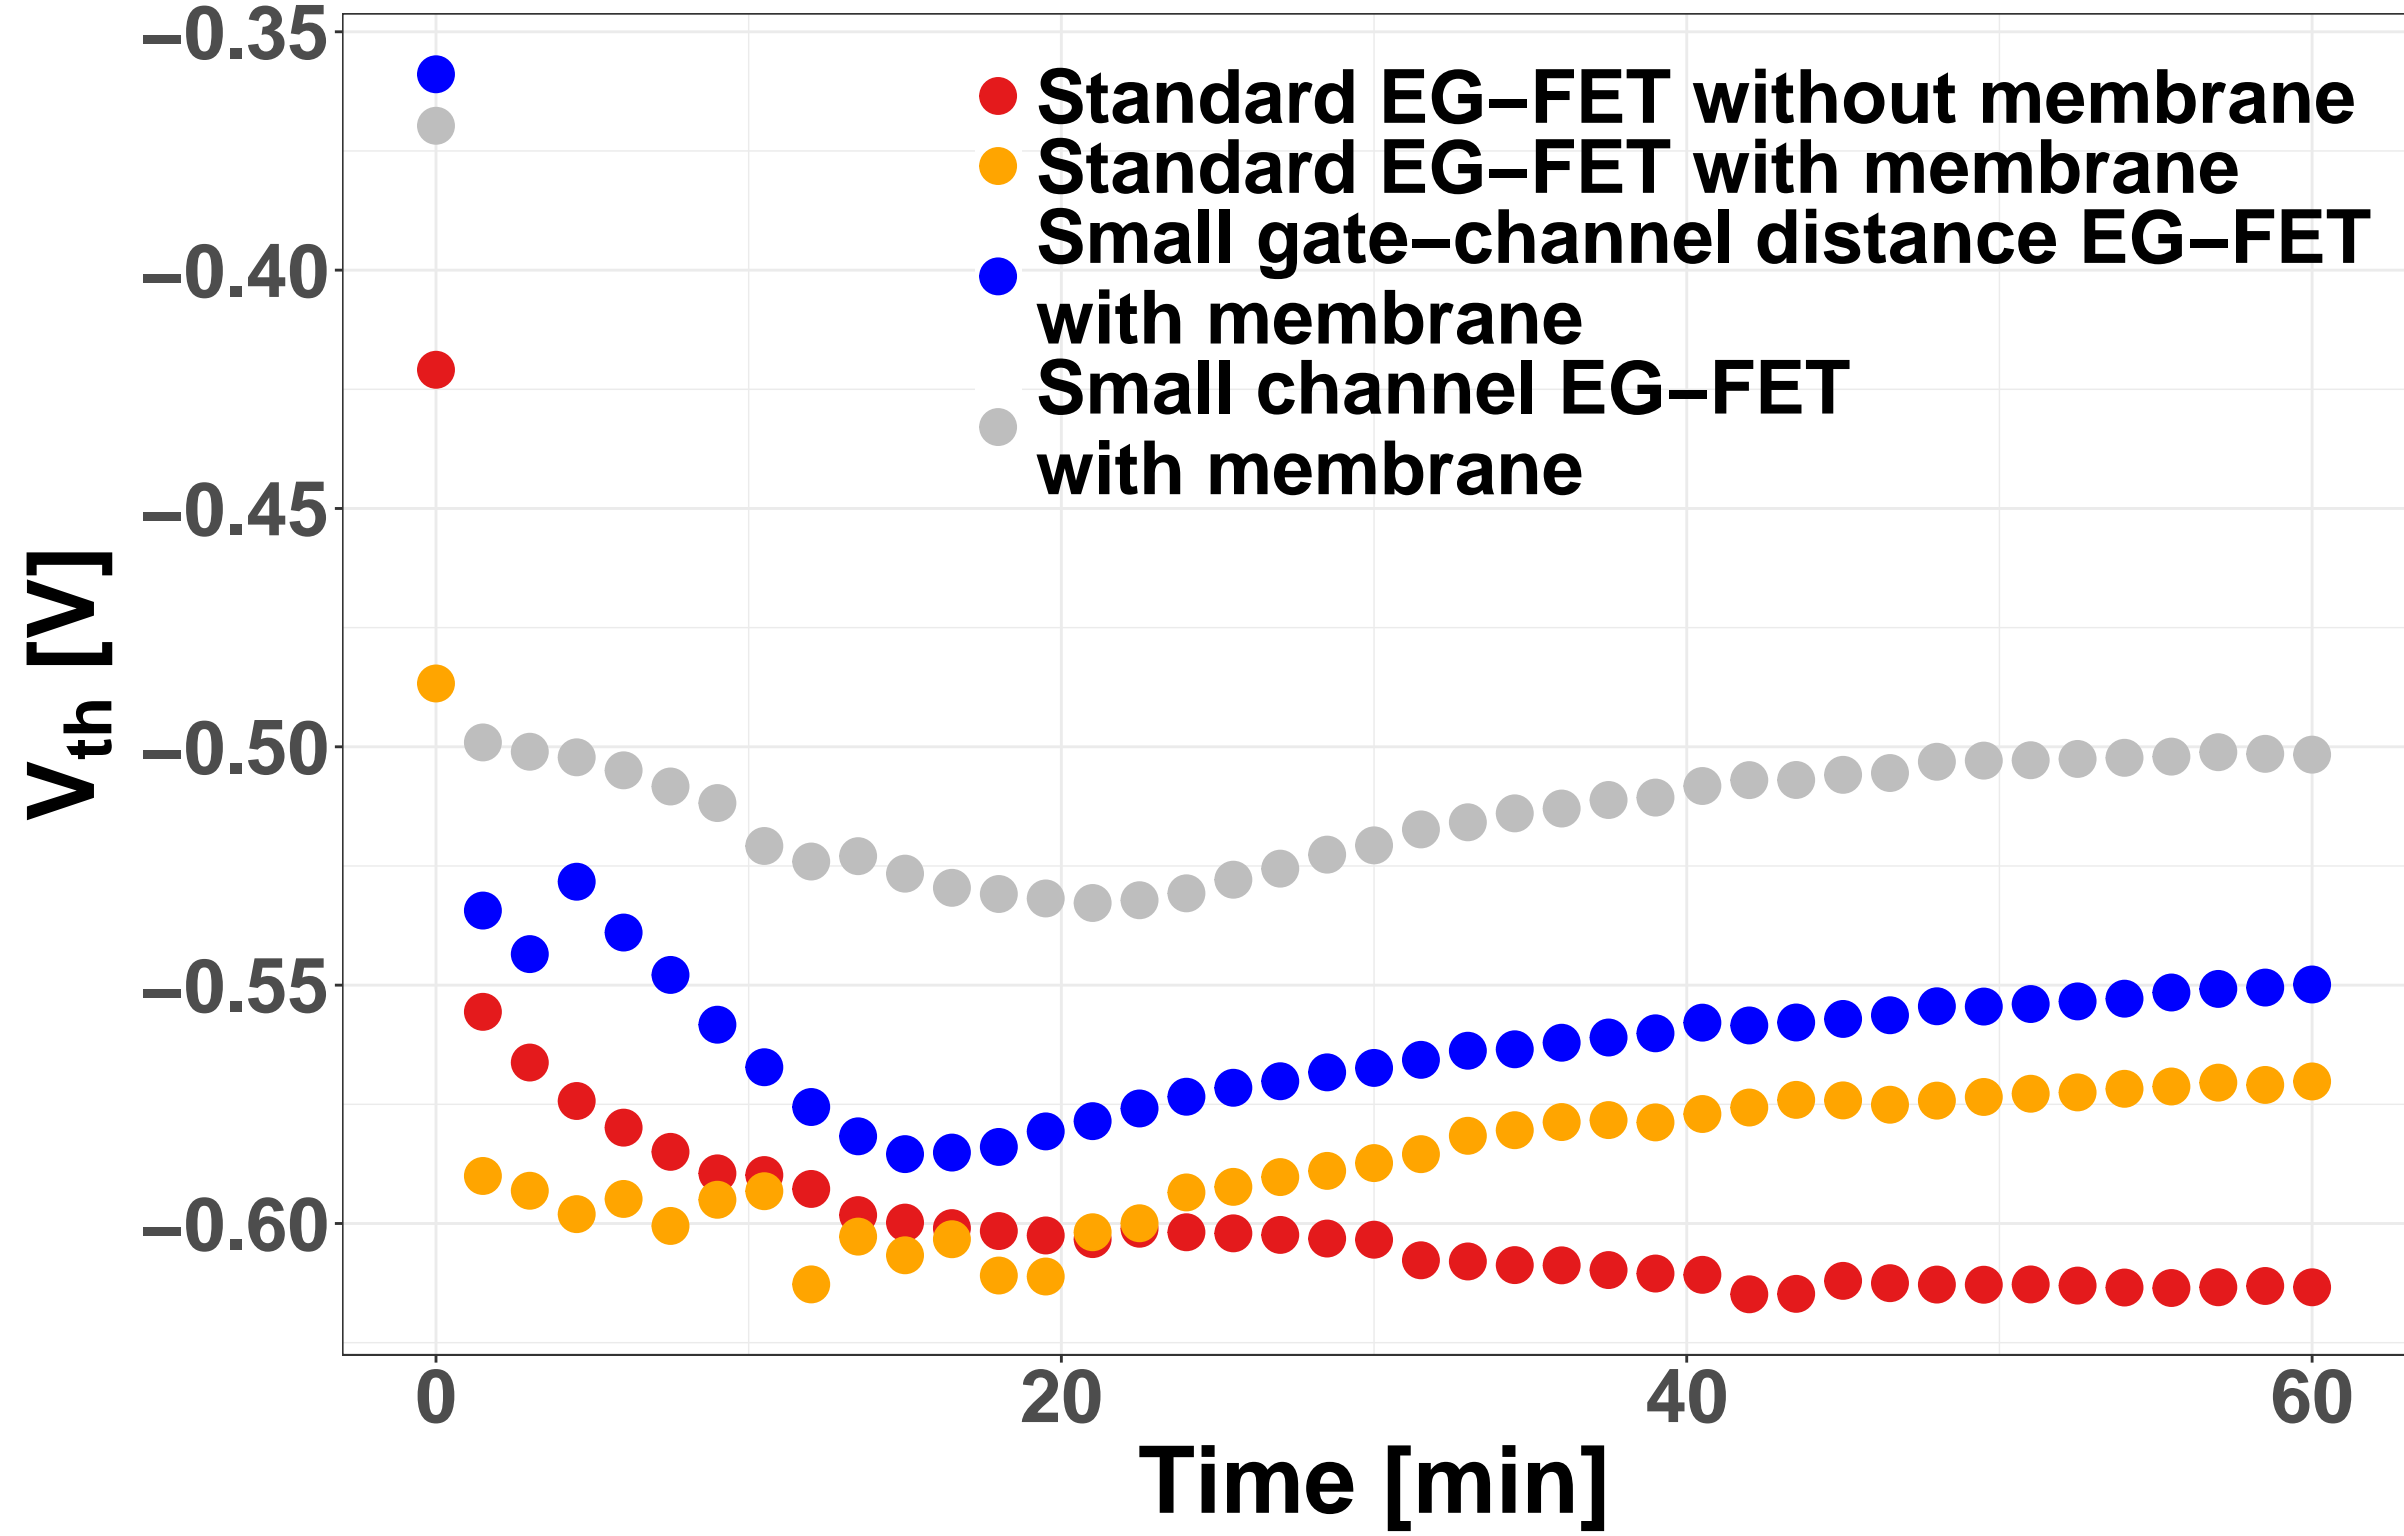 −0.35
−0.40
−0.45
−0.50
−0.55
−0.60
Vth [V]
Standard EG−FET without membrane
Standard EG−FET with membrane
Small gate−channel distance EG−FET
with membrane
Small channel EG−FET
with membrane
0 20 40 60
Time [min]